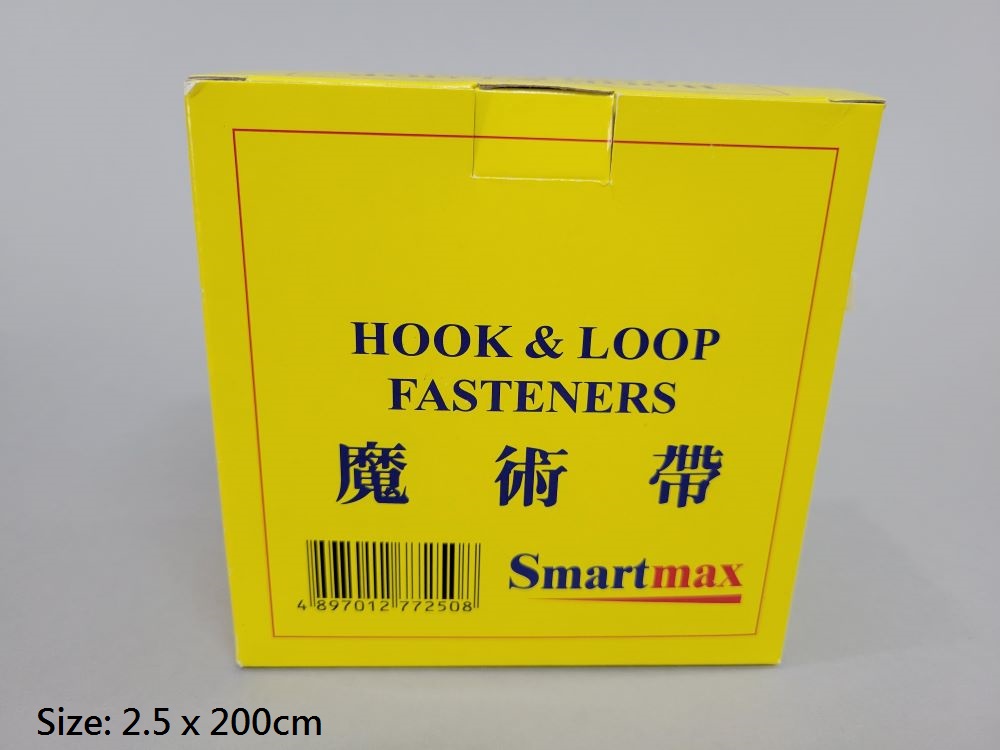 HOOK & LOOP
FASTENERS
魔術帶
4 897012 772508
Smartmax
Size: 2.5 x 200cm